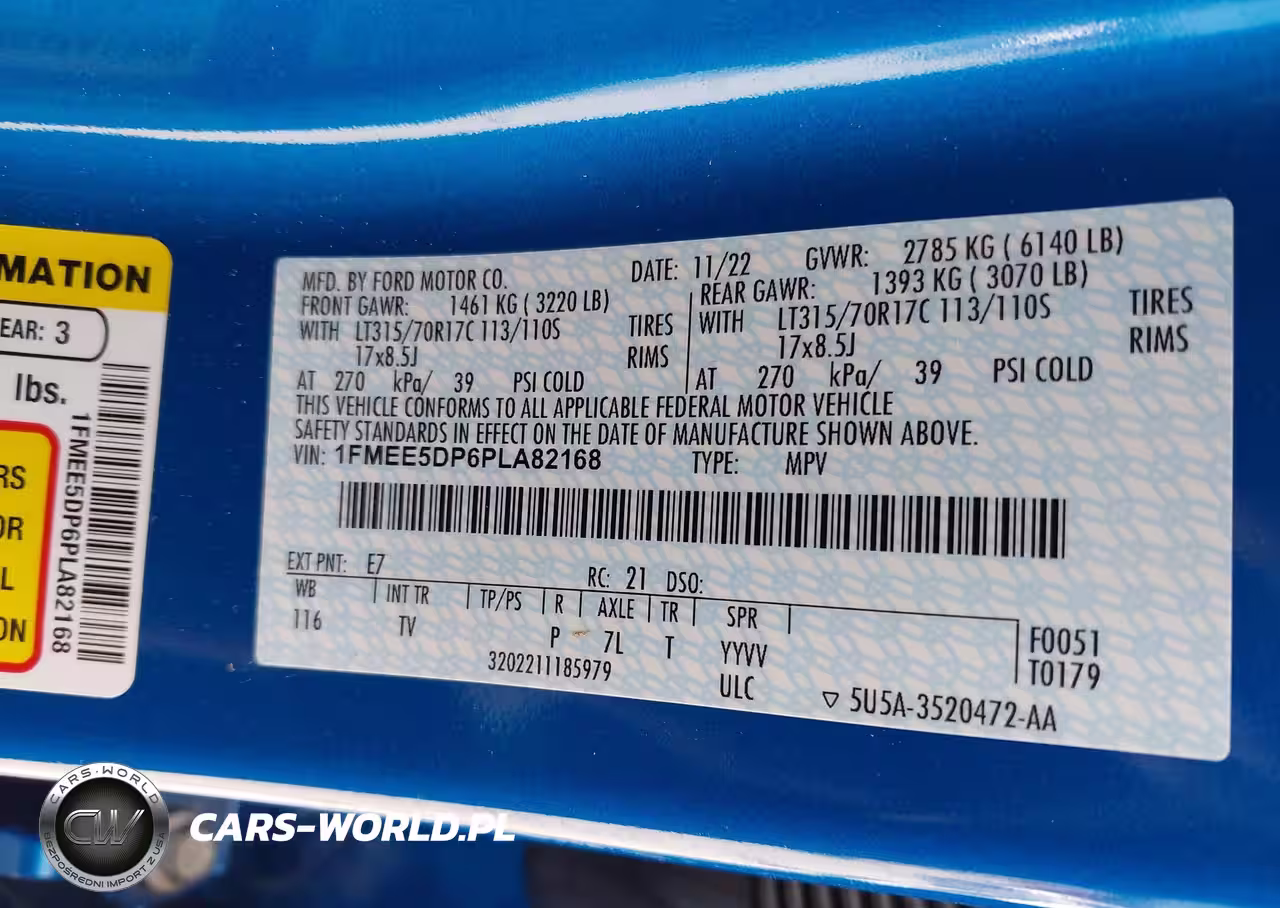 MATION
EAR: 3
lbs.
RS
OR
L
ON
1FMEE5DP6PLA82168
MFD. BY FORD MOTOR CO. DATE: 11/22 GVWR: 2785 KG ( 6140 LB)
FRONT GAWR: 1461 KG ( 3220 LB) REAR GAWR: 1393 KG ( 3070 LB)
WITH LT315/70R17C 113/110S TIRES WITH LT315/70R17C 113/110S TIRES
17x8.5J RIMS 17x8.5J RIMS
AT 270 kPa/ 39 PSI COLD AT 270 kPa/ 39 PSI COLD
THIS VEHICLE CONFORMS TO ALL APPLICABLE FEDERAL MOTOR VEHICLE
SAFETY STANDARDS IN EFFECT ON THE DATE OF MANUFACTURE SHOWN ABOVE.
VIN: 1FMEE5DP6PLA82168 TYPE: MPV
EXT PNT: E7 RC: 21 DSO:
WB INT TR TP/PS R AXLE TR SPR
116 TV P 7L T YYVV F0051
3202211185979 ULC T0179
▽ 5U5A-3520472-AA
CARS-WORLD
CW
BEZPOŚREDNI IMPORT Z USA
CARS-WORLD.PL